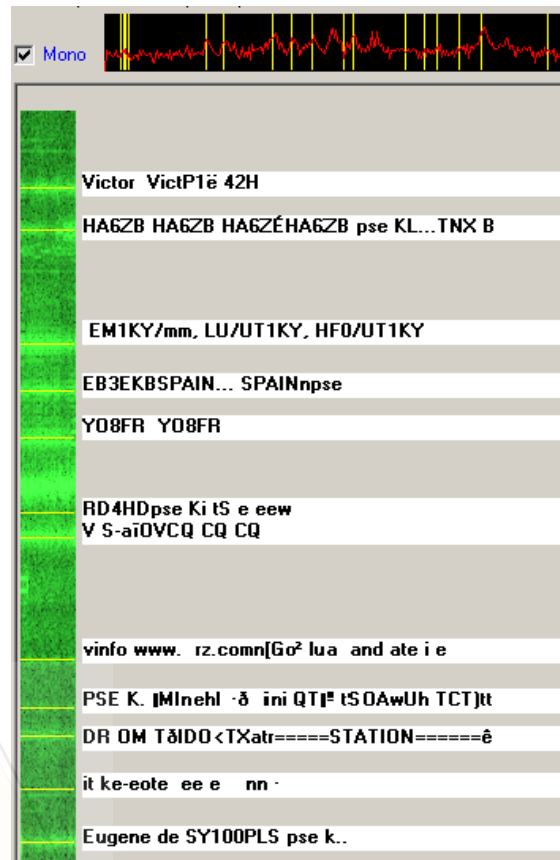 Mono
Victor VictP1ë 42H
HA6ZB HA6ZB HA6ZÉHA6ZB pse KL...TNX B
EM1KY/mm, LU/UT1KY, HF0/UT1KY
EB3EKBSPAIN... SPAINnpse
YO8FR YO8FR
RD4HDpse Ki tS e eew
V S-aïOVCQ CQ CQ
vinfo www. rz.comn[Go² lua and ate i e
PSE K. ini tSOAwUh TCT)tt
DR OM TðIDO<TXatr=====STATION======ê
it ke-eote ee e nn ·
Eugene de SY100PLS pse k..